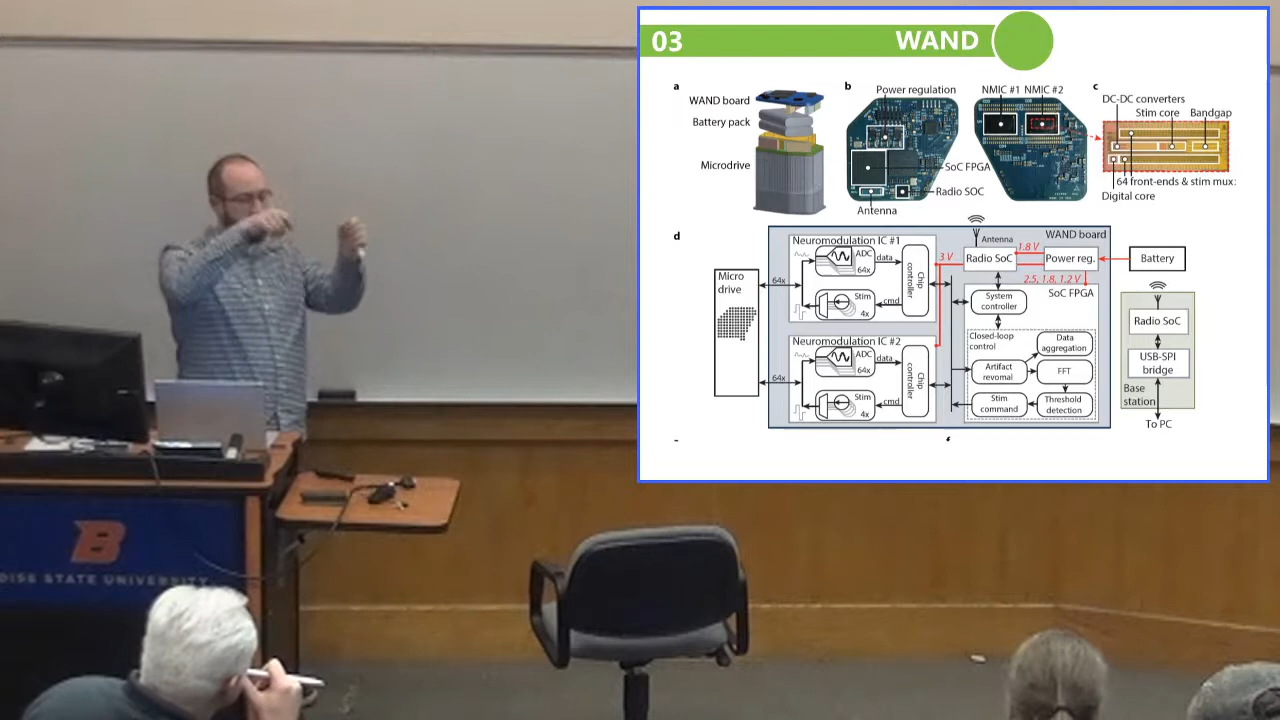 03
WAND
a
WAND board
Battery pack
Microdrive
b
Power regulation
SoC FPGA
Radio SOC
Antenna
NMIC #1 NMIC #2
c
DC-DC converters
Stim core
Bandgap
64 front-ends & stim mux:
Digital core
d
Micro
drive
64x
64x
Neuromodulation IC #1
ADC
64x
data
Stim
4x
cmd
Chip
controller
Neuromodulation IC #2
ADC
64x
data
Stim
4x
cmd
Chip
controller
WAND board
Antenna
3 V
Radio SoC
1.8 V
Power reg.
Battery
2.5, 1.8, 1.2 V
SoC FPGA
System
controller
Closed-loop
control
Data
aggregation
Artifact
revomal
FFT
Stim
command
Threshold
detection
Radio SoC
USB-SPI
bridge
Base
station
To PC
B
OISE STATE UNIVERSITY